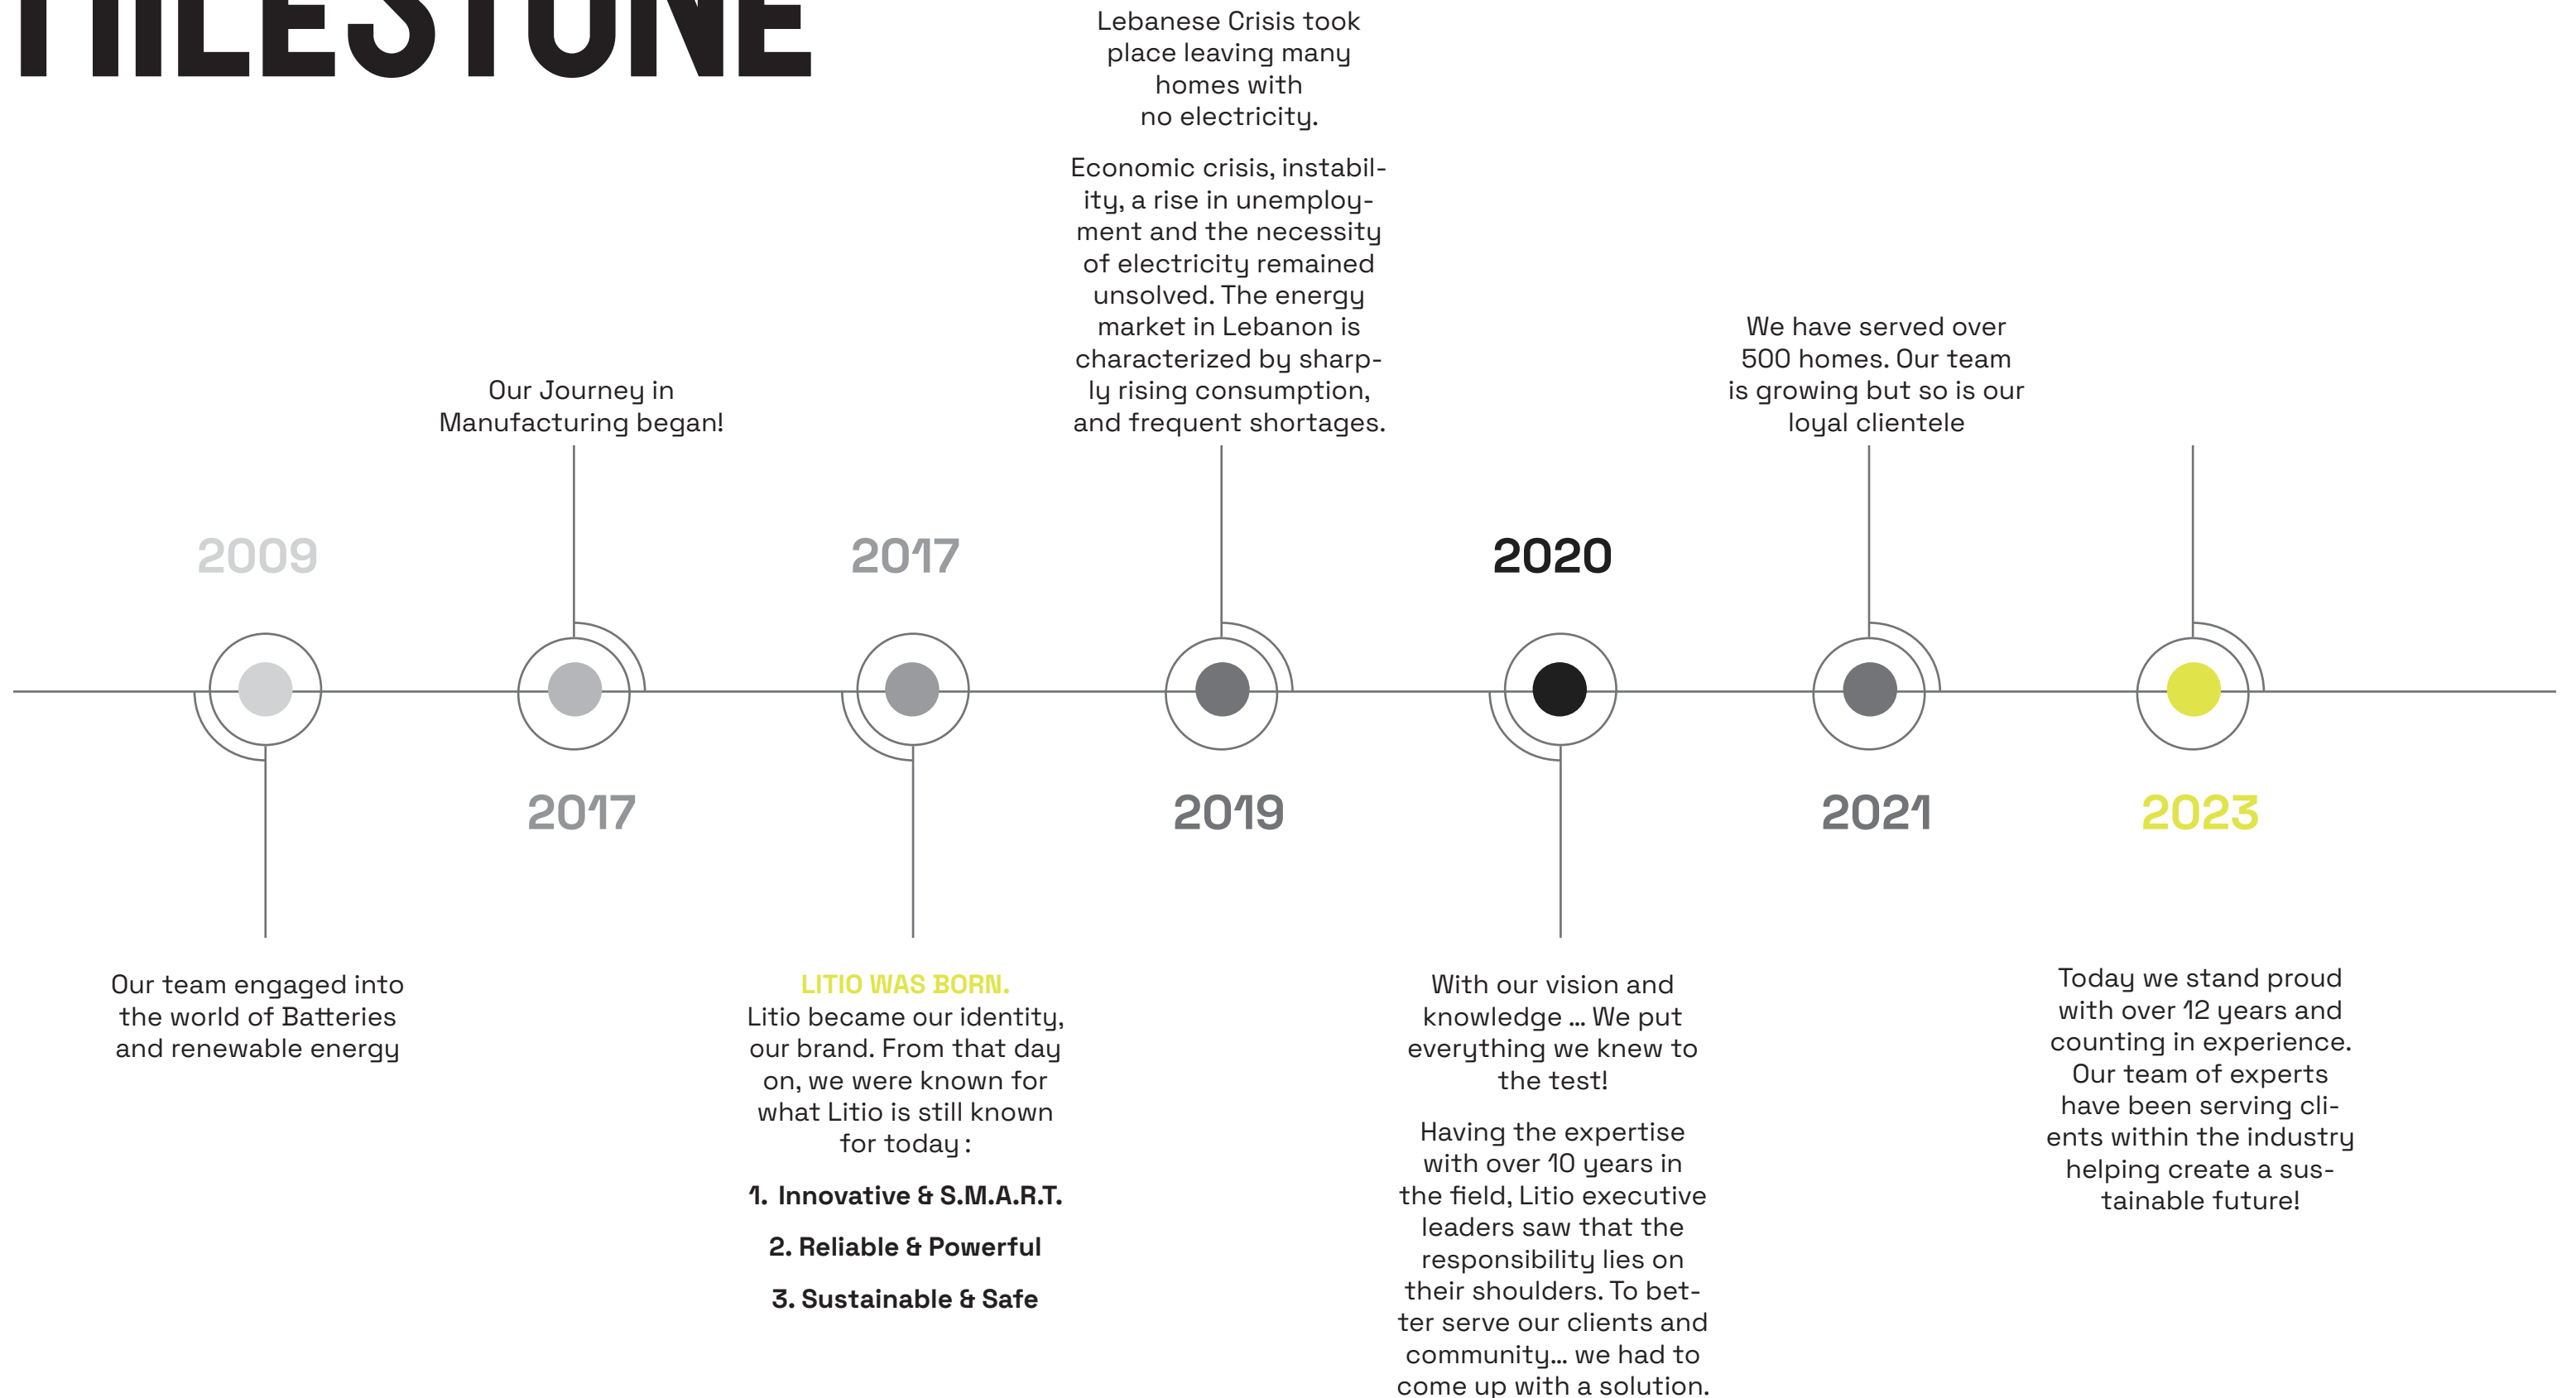 MILESTONE
2009
Our team engaged into
the world of Batteries
and renewable energy
Our Journey in
Manufacturing began!
2017
2017
LITIO WAS BORN.
Litio became our identity,
our brand. From that day
on, we were known for
what Litio is still known
for today :
1. Innovative & S.M.A.R.T.
2. Reliable & Powerful
3. Sustainable & Safe
Lebanese Crisis took
place leaving many
homes with
no electricity.
Economic crisis, instabil-
ity, a rise in unemploy-
ment and the necessity
of electricity remained
unsolved. The energy
market in Lebanon is
characterized by sharp-
ly rising consumption,
and frequent shortages.
2019
2020
With our vision and
knowledge ... We put
everything we knew to
the test!
Having the expertise
with over 10 years in
the field, Litio executive
leaders saw that the
responsibility lies on
their shoulders. To bet-
ter serve our clients and
community... we had to
come up with a solution.
We have served over
500 homes. Our team
is growing but so is our
loyal clientele
2021
2023
Today we stand proud
with over 12 years and
counting in experience.
Our team of experts
have been serving cli-
ents within the industry
helping create a sus-
tainable future!